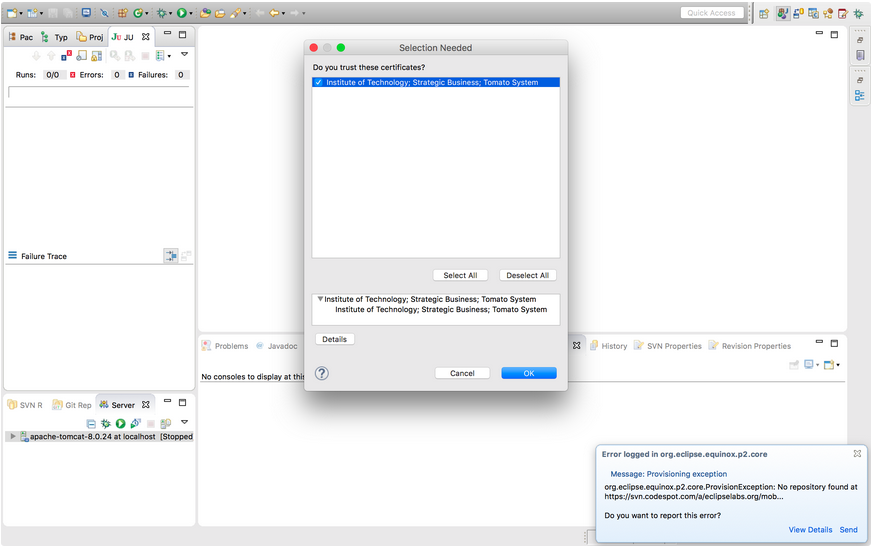 Quick Access
Pac Typ Proj JU JU
Runs: 0/0 Errors: 0 Failures: 0
Failure Trace
Selection Needed
Do you trust these certificates?
Institute of Technology; Strategic Business; Tomato System
Select All Deselect All
Institute of Technology; Strategic Business; Tomato System
Institute of Technology; Strategic Business; Tomato System
Details
? Cancel OK
Problems Javadoc History SVN Properties Revision Properties
No consoles to display at this
SVN R Git Rep Server
apache-tomcat-8.0.24 at localhost [Stopped
Error logged in org.eclipse.equinox.p2.core
Message: Provisioning exception
org.eclipse.equinox.p2.core.ProvisionException: No repository found at
https://svn.codespot.com/a/eclipselabs.org/mob...
Do you want to report this error?
View Details Send